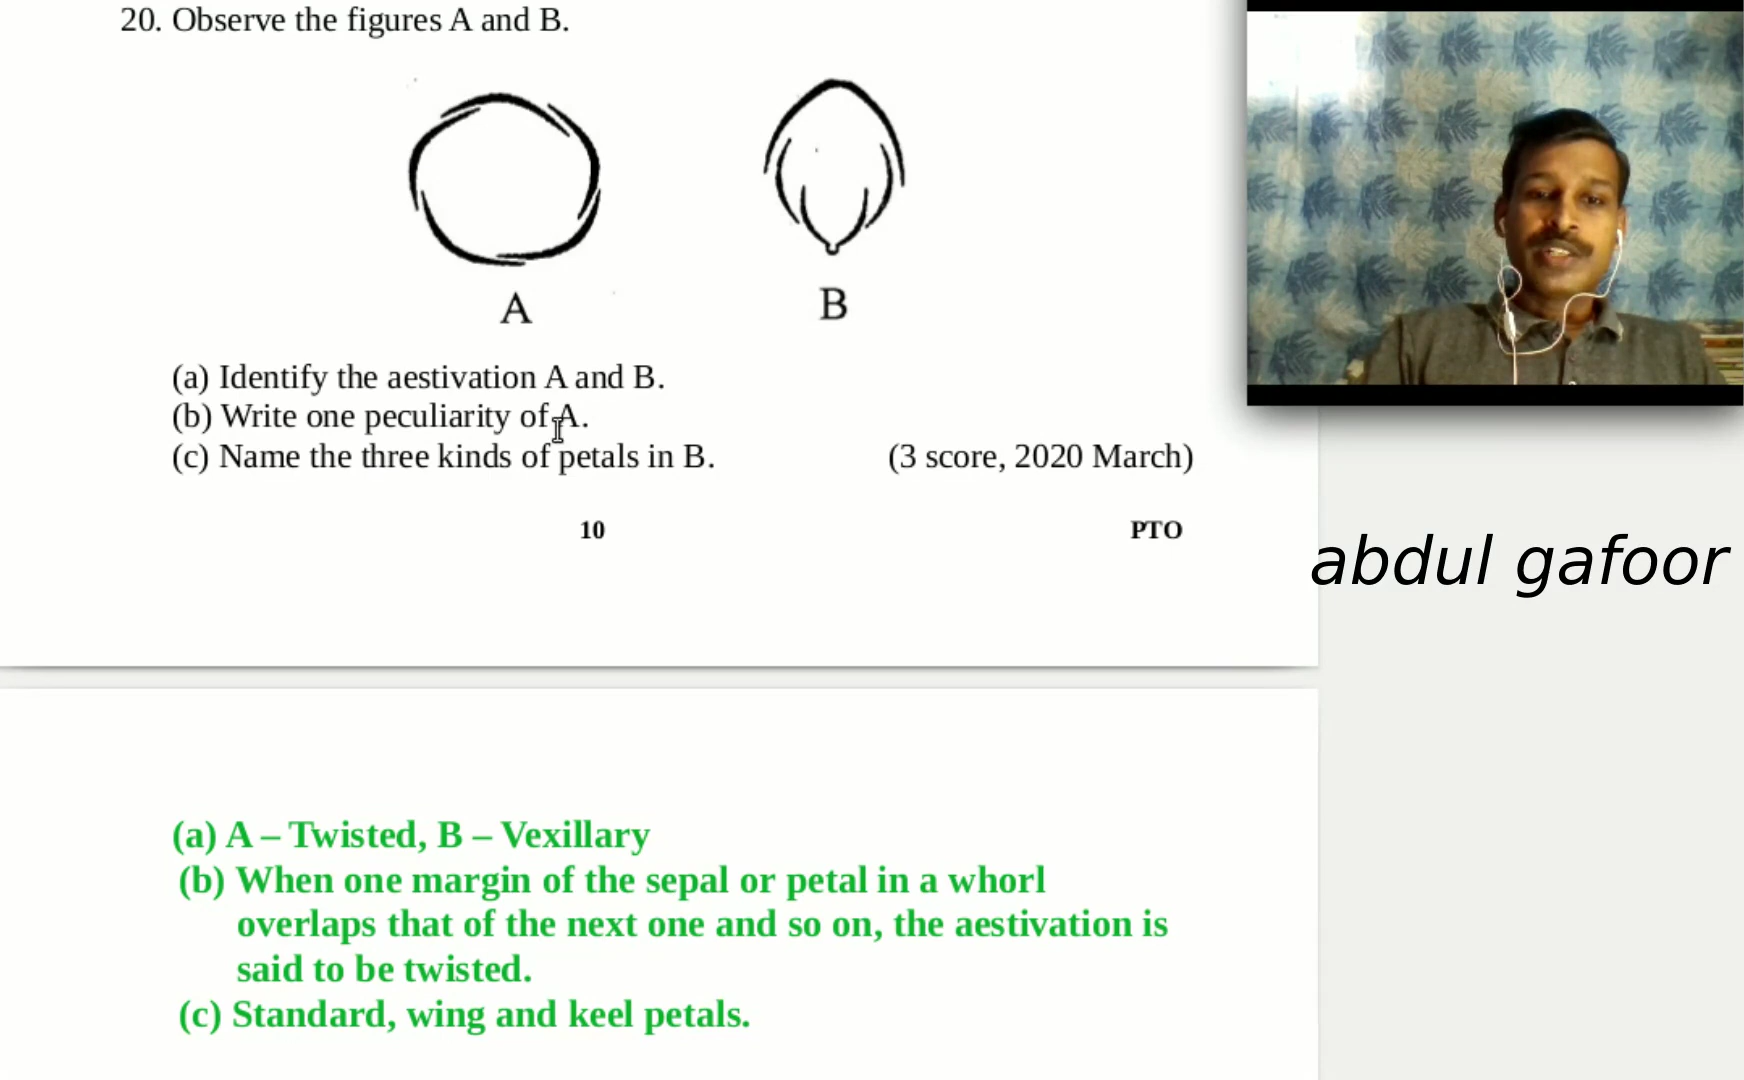 20. Observe the figures A and B.
A
B
(a) Identify the aestivation A and B.
(b) Write one peculiarity of A.
(c) Name the three kinds of petals in B. (3 score, 2020 March)
10 PTO
abdul gafoor
(a) A – Twisted, B – Vexillary
(b) When one margin of the sepal or petal in a whorl
overlaps that of the next one and so on, the aestivation is
said to be twisted.
(c) Standard, wing and keel petals.